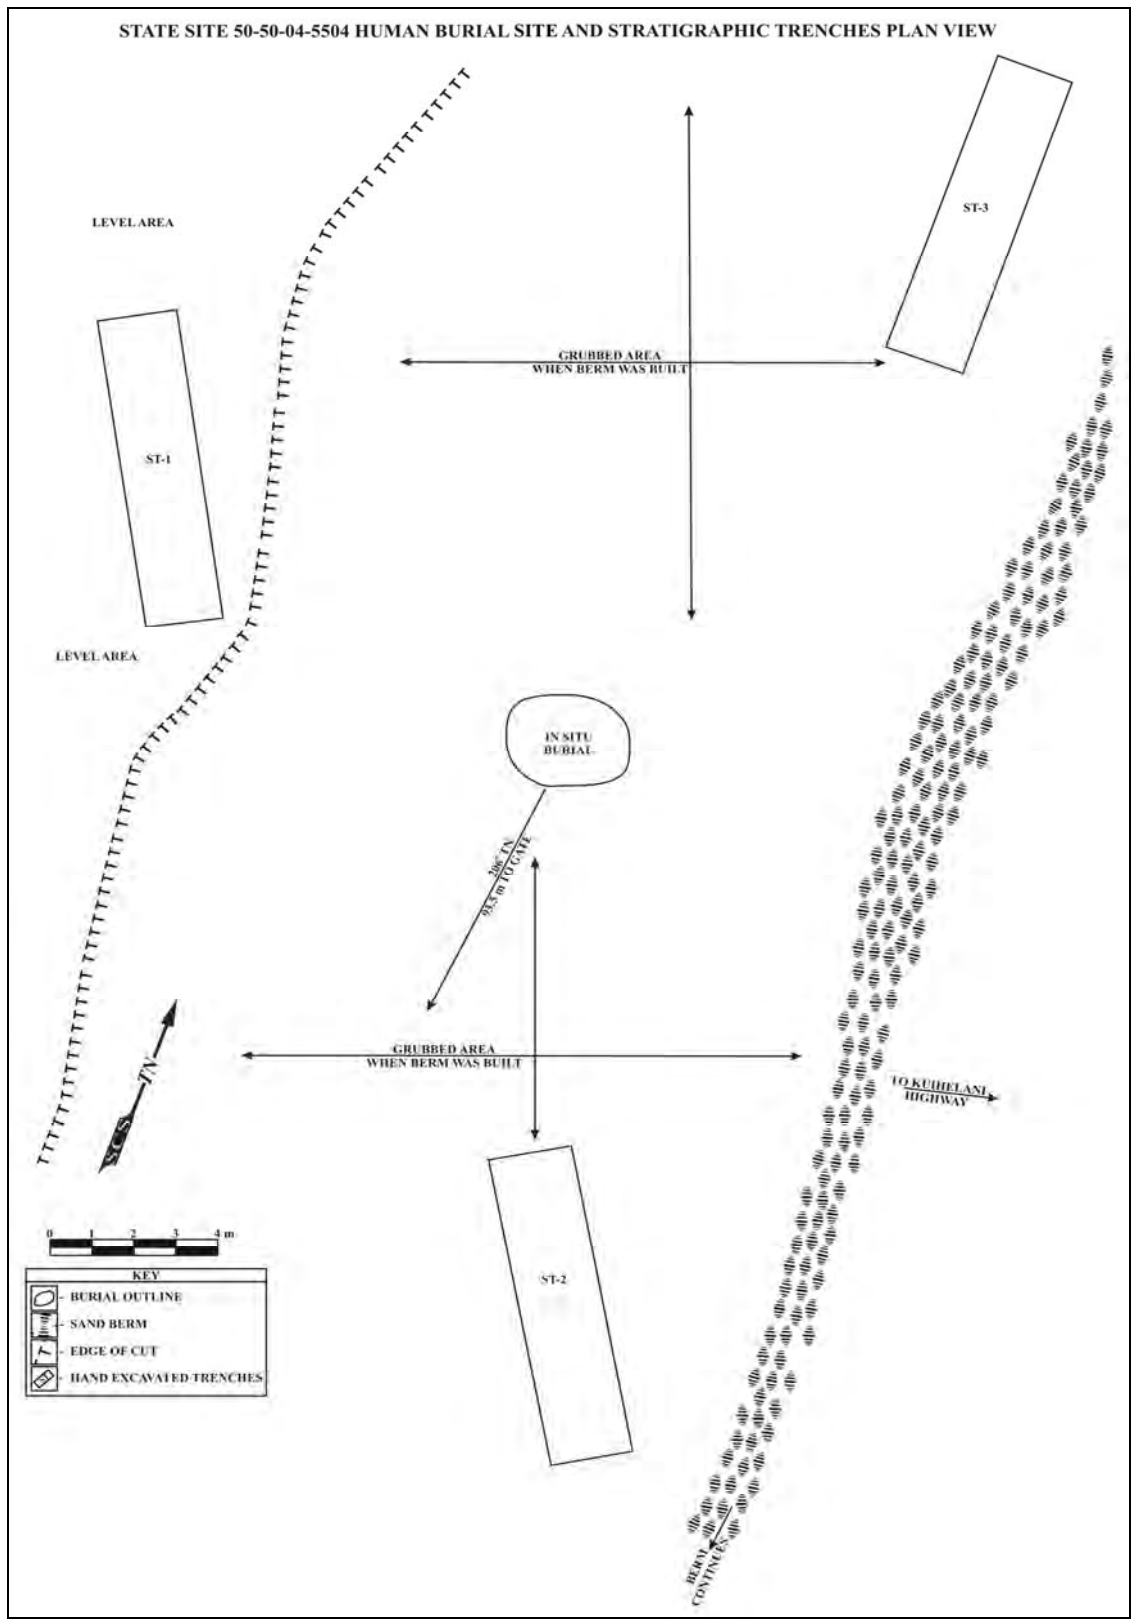 STATE SITE 50-50-04-5504 HUMAN BURIAL SITE AND STRATIGRAPHIC TRENCHES PLAN VIEW
LEVEL AREA
ST-3
GRUBBED AREA
WHEN BERM WAS BUILT
ST-1
LEVEL AREA
IN SITU
BURIAL
206° TN
93.5 m TO GATE
TN
SCS
GRUBBED AREA
WHEN BERM WAS BUILT
TO KUIHELANI
HIGHWAY
0 1 2 3 4 m
KEY
- BURIAL OUTLINE
- SAND BERM
- EDGE OF CUT
- HAND EXCAVATED TRENCHES
ST-2
BERM
CONTINUES